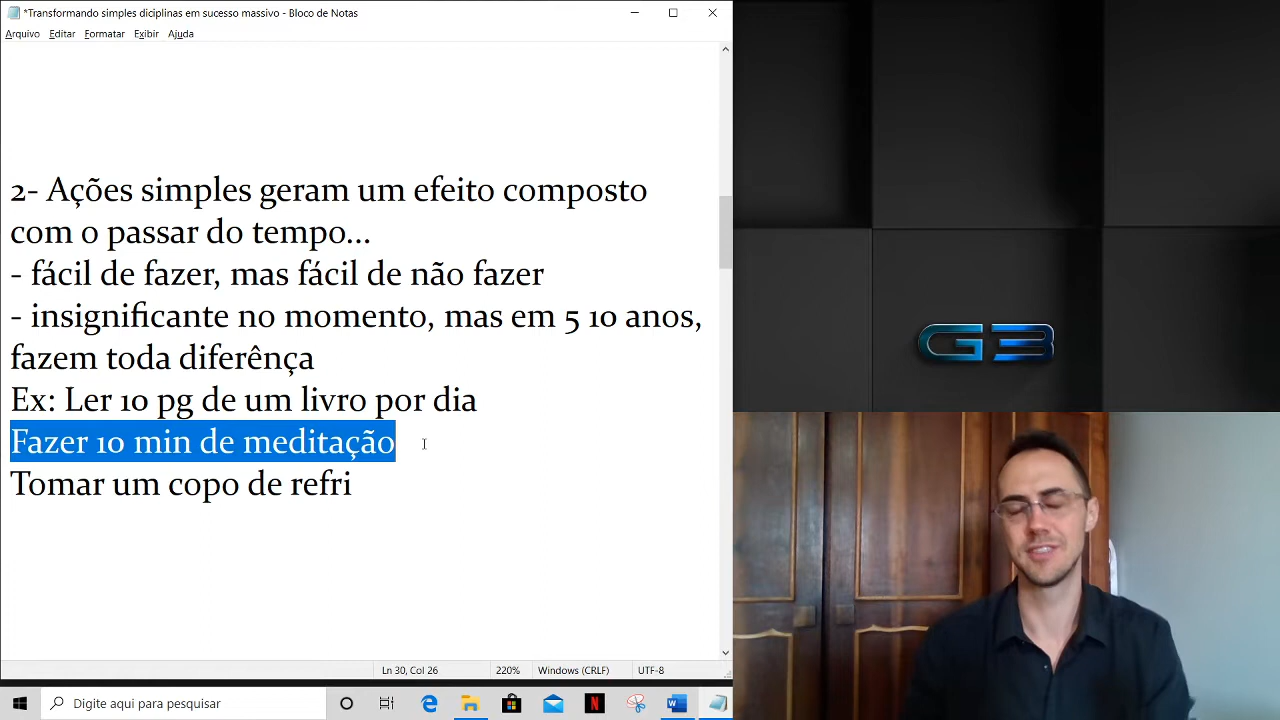 *Transformando simples diciplinas em sucesso massivo - Bloco de Notas
Arquivo Editar Formatar Exibir Ajuda
2- Ações simples geram um efeito composto
com o passar do tempo...
- fácil de fazer, mas fácil de não fazer
- insignificante no momento, mas em 5 10 anos,
fazem toda diferênça
Ex: Ler 10 pg de um livro por dia
Fazer 10 min de meditação
Tomar um copo de refri
Ln 30, Col 26 220% Windows (CRLF) UTF-8
Digite aqui para pesquisar
G3